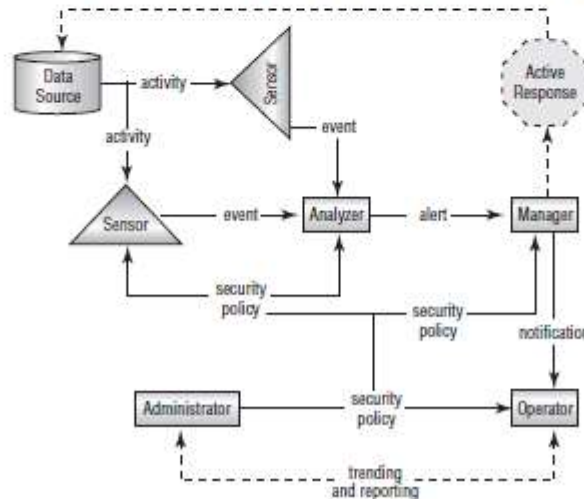 Data
Source
activity
Sensor
Active
Response
activity
event
Sensor
event
Analyzer
alert
Manager
security
policy
security
policy
notification
Administrator
security
policy
Operator
trending
and reporting